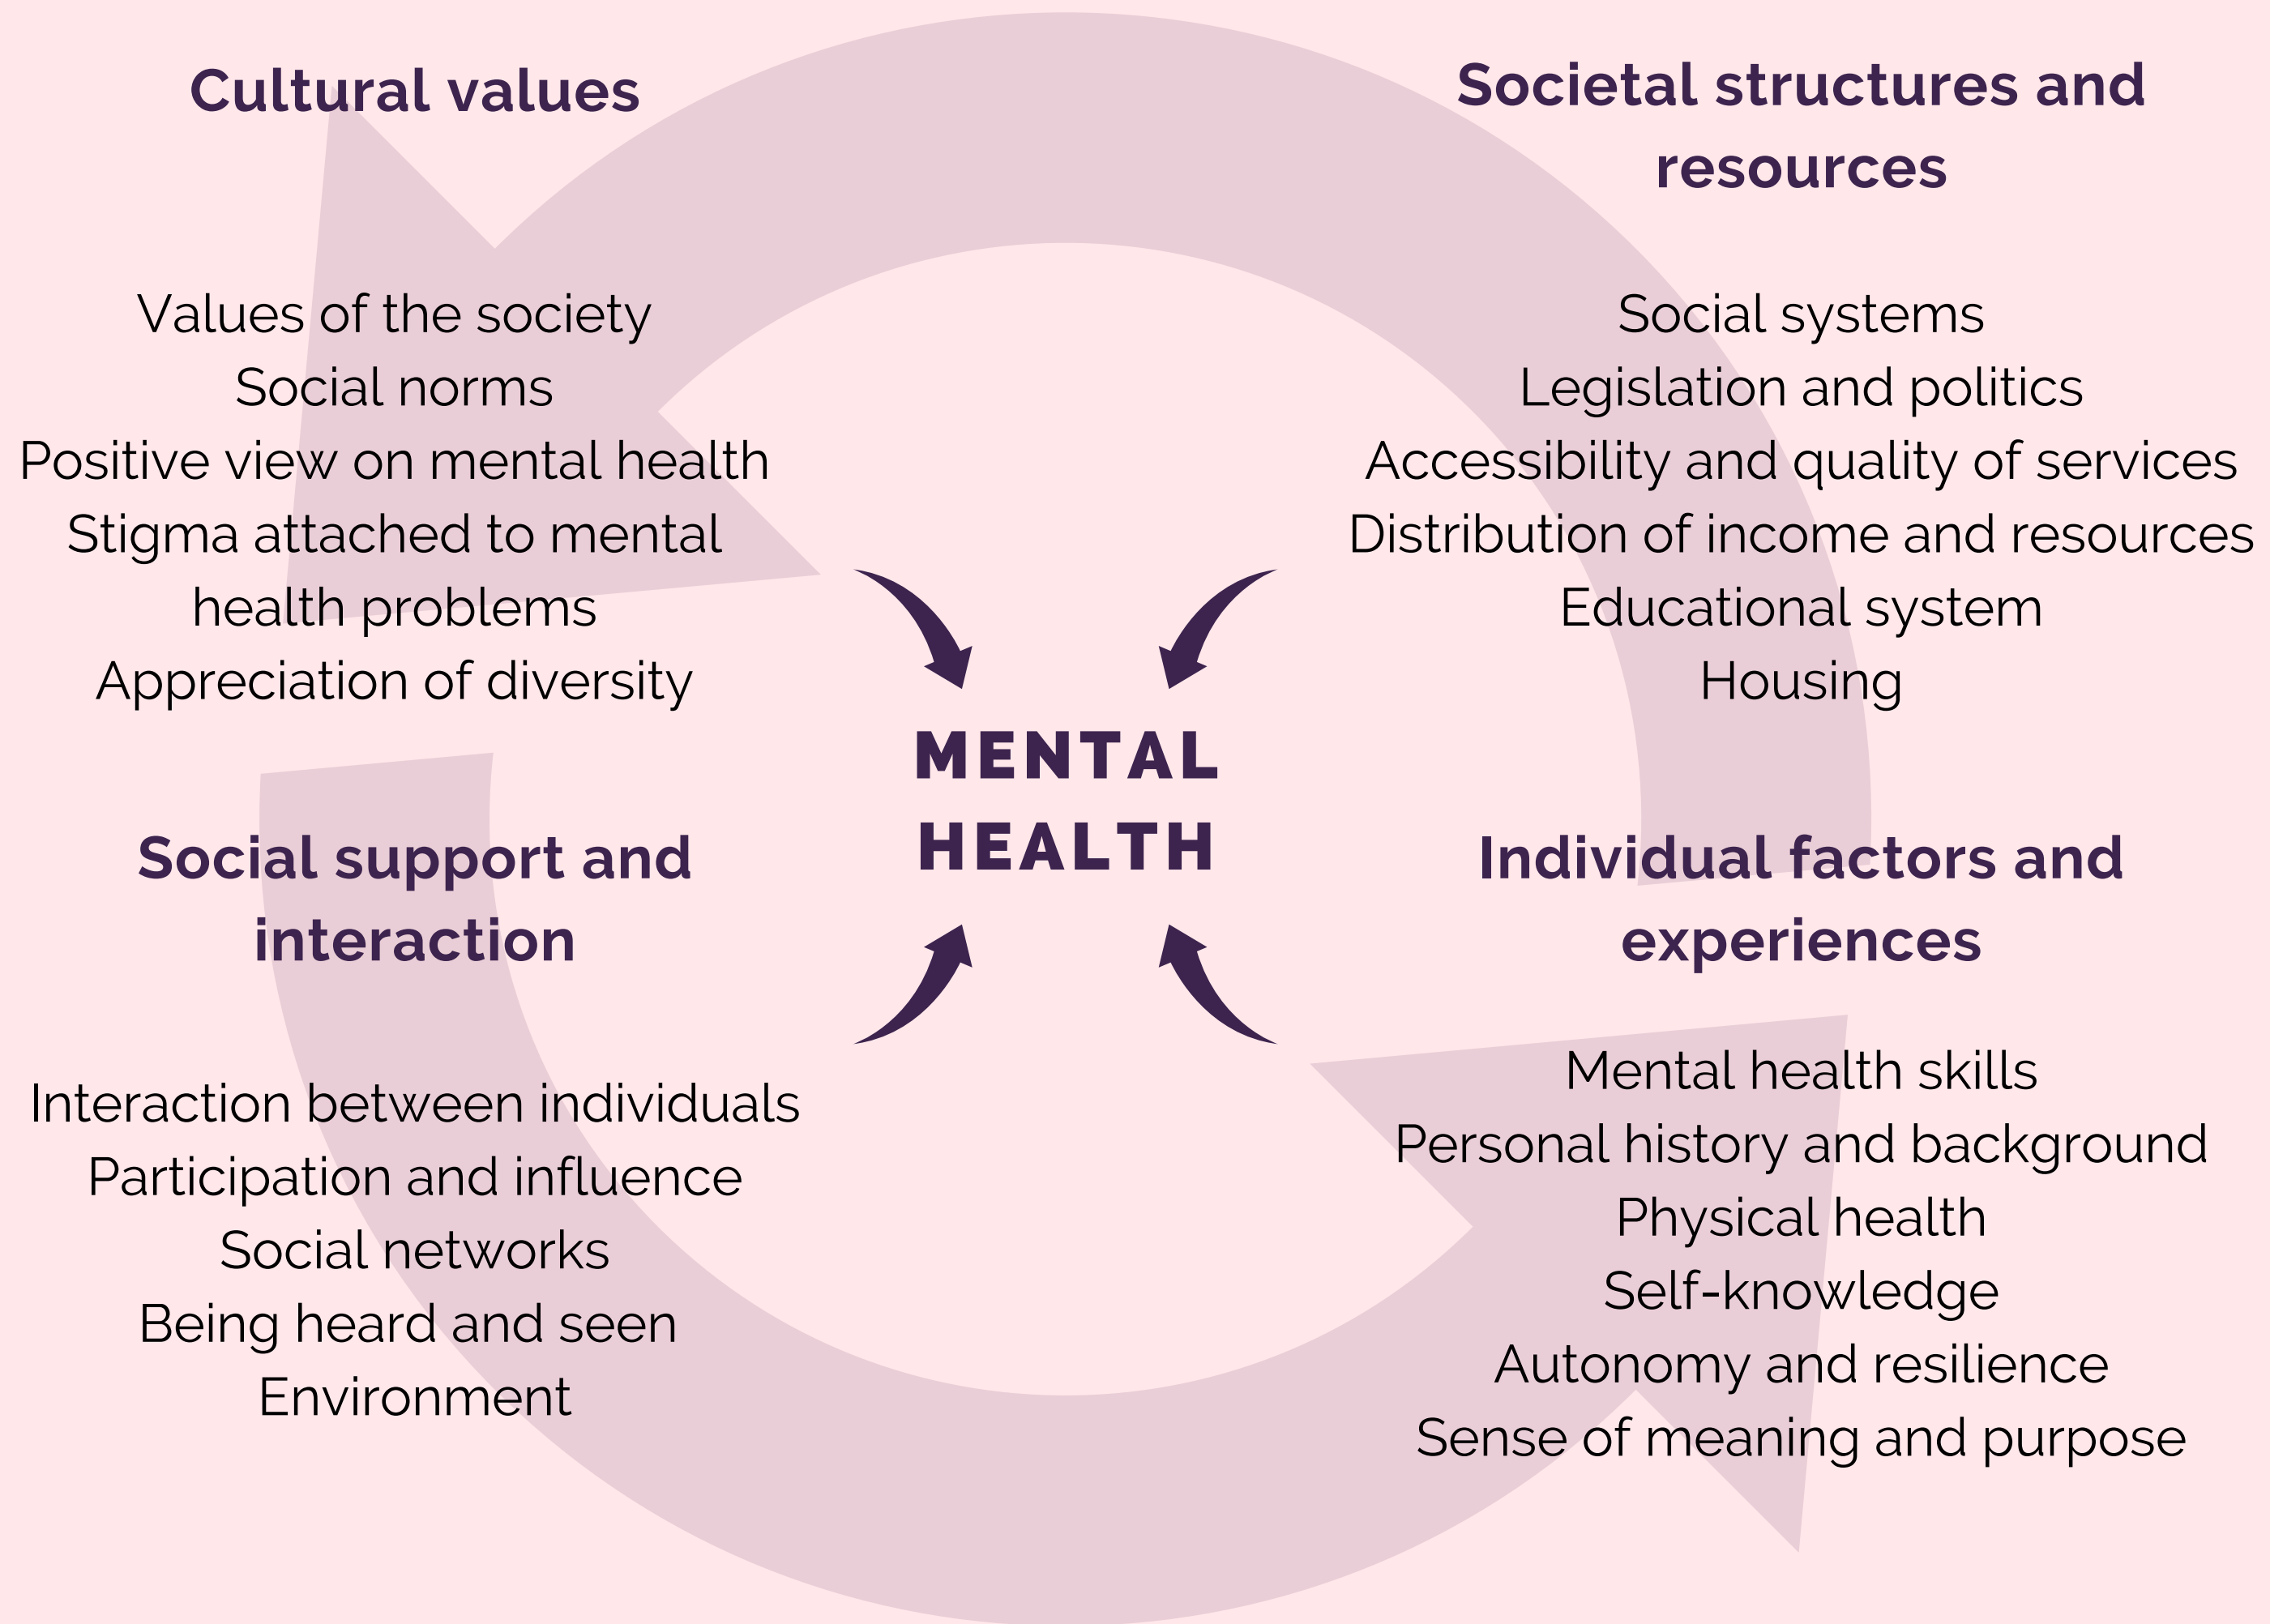 Cultural values
Values of the society
Social norms
Positive view on mental health
Stigma attached to mental
health problems
Appreciation of diversity
Societal structures and
resources
Social systems
Legislation and politics
Accessibility and quality of services
Distribution of income and resources
Educational system
Housing
MENTAL
HEALTH
Social support and
interaction
Interaction between individuals
Participation and influence
Social networks
Being heard and seen
Environment
Individual factors and
experiences
Mental health skills
Personal history and background
Physical health
Self-knowledge
Autonomy and resilience
Sense of meaning and purpose